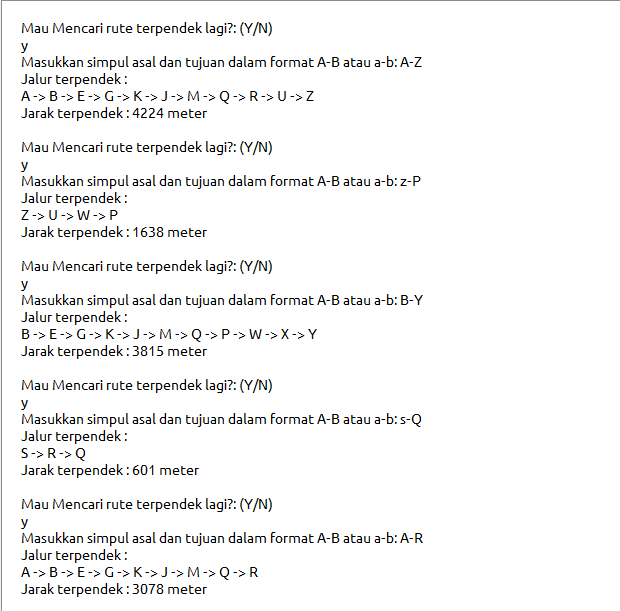 Mau Mencari rute terpendek lagi?: (Y/N)
y
Masukkan simpul asal dan tujuan dalam format A-B atau a-b: A-Z
Jalur terpendek :
A -> B -> E -> G -> K -> J -> M -> Q -> R -> U -> Z
Jarak terpendek : 4224 meter
Mau Mencari rute terpendek lagi?: (Y/N)
y
Masukkan simpul asal dan tujuan dalam format A-B atau a-b: z-P
Jalur terpendek :
Z -> U -> W -> P
Jarak terpendek : 1638 meter
Mau Mencari rute terpendek lagi?: (Y/N)
y
Masukkan simpul asal dan tujuan dalam format A-B atau a-b: B-Y
Jalur terpendek :
B -> E -> G -> K -> J -> M -> Q -> P -> W -> X -> Y
Jarak terpendek : 3815 meter
Mau Mencari rute terpendek lagi?: (Y/N)
y
Masukkan simpul asal dan tujuan dalam format A-B atau a-b: s-Q
Jalur terpendek :
S -> R -> Q
Jarak terpendek : 601 meter
Mau Mencari rute terpendek lagi?: (Y/N)
y
Masukkan simpul asal dan tujuan dalam format A-B atau a-b: A-R
Jalur terpendek :
A -> B -> E -> G -> K -> J -> M -> Q -> R
Jarak terpendek : 3078 meter